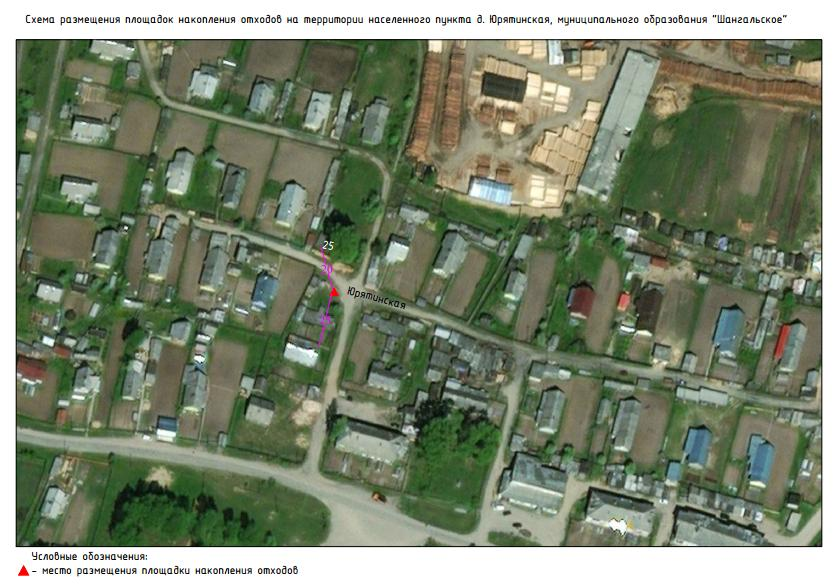 Схема размещения площадок накопления отходов на территории населенного пункта д. Юрятинская, муниципального образования "Шангальское"
25
20
Юрятинская
Условные обозначения:
- место размещения площадки накопления отходов